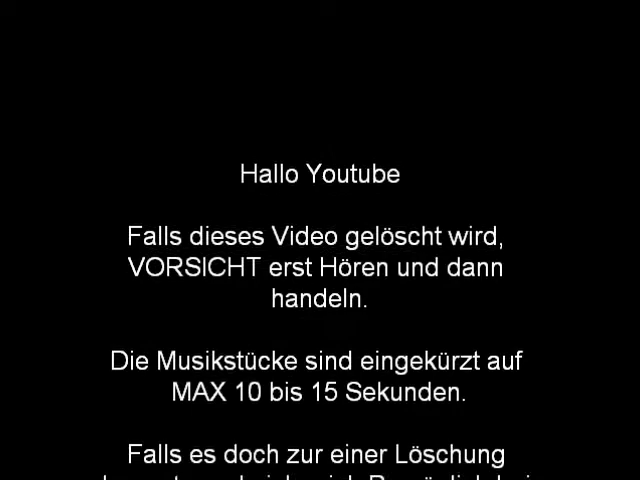 Hallo Youtube
Falls dieses Video gelöscht wird,
VORSICHT erst Hören und dann
handeln.
Die Musikstücke sind eingekürzt auf
MAX 10 bis 15 Sekunden.
Falls es doch zur einer Löschung